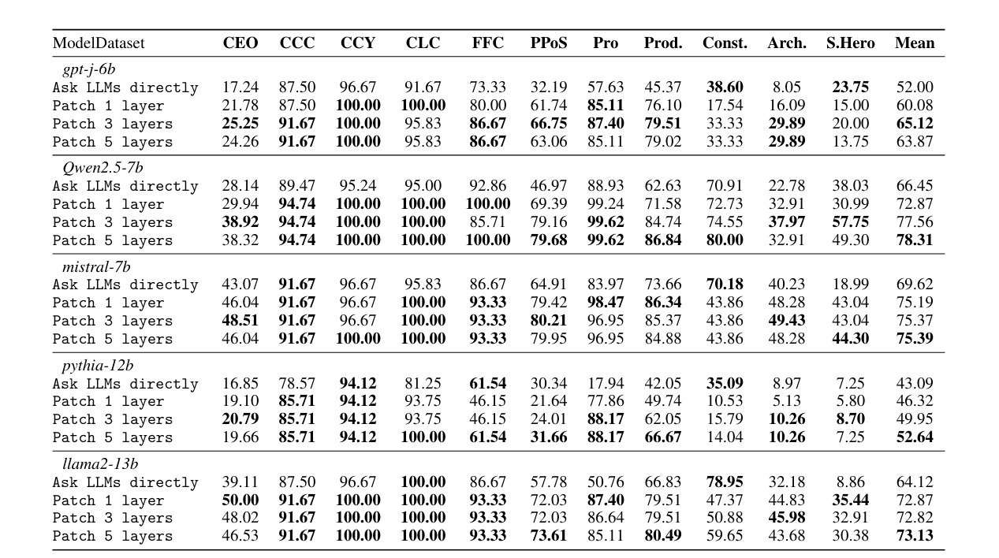 ModelDataset CEO CCC CCY CLC FFC PPoS Pro Prod. Const. Arch. S.Hero Mean
gpt-j-6b
Ask LLMs directly 17.24 87.50 96.67 91.67 73.33 32.19 57.63 45.37 38.60 8.05 23.75 52.00
Patch 1 layer 21.78 87.50 100.00 100.00 80.00 61.74 85.11 76.10 17.54 16.09 15.00 60.08
Patch 3 layers 25.25 91.67 100.00 95.83 86.67 66.75 87.40 79.51 33.33 29.89 20.00 65.12
Patch 5 layers 24.26 91.67 100.00 95.83 86.67 63.06 85.11 79.02 33.33 29.89 13.75 63.87
Qwen2.5-7b
Ask LLMs directly 28.14 89.47 95.24 95.00 92.86 46.97 88.93 62.63 70.91 22.78 38.03 66.45
Patch 1 layer 29.94 94.74 100.00 100.00 100.00 69.39 99.24 71.58 72.73 32.91 30.99 72.87
Patch 3 layers 38.92 94.74 100.00 100.00 85.71 79.16 99.62 84.74 74.55 37.97 57.75 77.56
Patch 5 layers 38.32 94.74 100.00 100.00 100.00 79.68 99.62 86.84 80.00 32.91 49.30 78.31
mistral-7b
Ask LLMs directly 43.07 91.67 96.67 95.83 86.67 64.91 83.97 73.66 70.18 40.23 18.99 69.62
Patch 1 layer 46.04 91.67 96.67 100.00 93.33 79.42 98.47 86.34 43.86 48.28 43.04 75.19
Patch 3 layers 48.51 91.67 96.67 100.00 93.33 80.21 96.95 85.37 43.86 49.43 43.04 75.37
Patch 5 layers 46.04 91.67 100.00 100.00 93.33 79.95 96.95 84.88 43.86 48.28 44.30 75.39
pythia-12b
Ask LLMs directly 16.85 78.57 94.12 81.25 61.54 30.34 17.94 42.05 35.09 8.97 7.25 43.09
Patch 1 layer 19.10 85.71 94.12 93.75 46.15 21.64 77.86 49.74 10.53 5.13 5.80 46.32
Patch 3 layers 20.79 85.71 94.12 93.75 46.15 24.01 88.17 62.05 15.79 10.26 8.70 49.95
Patch 5 layers 19.66 85.71 94.12 100.00 61.54 31.66 88.17 66.67 14.04 10.26 7.25 52.64
llama2-13b
Ask LLMs directly 39.11 87.50 96.67 100.00 86.67 57.78 50.76 66.83 78.95 32.18 8.86 64.12
Patch 1 layer 50.00 91.67 100.00 100.00 93.33 72.03 87.40 79.51 47.37 44.83 35.44 72.87
Patch 3 layers 48.02 91.67 100.00 100.00 93.33 72.03 86.64 79.51 50.88 45.98 32.91 72.82
Patch 5 layers 46.53 91.67 100.00 100.00 93.33 73.61 85.11 80.49 59.65 43.68 30.38 73.13